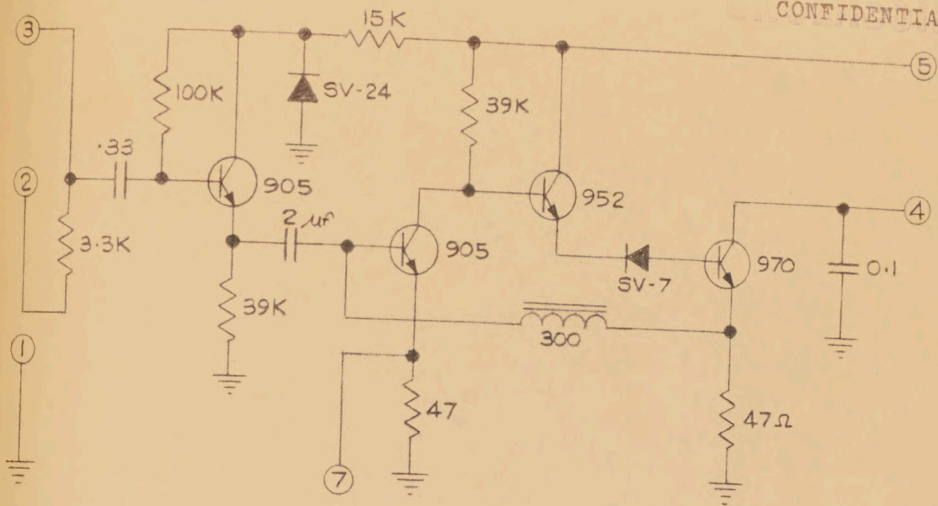 CONFIDENTIA
3
15K
5
100K
SV-24
39K
.33
2
905
952
4
3.3K
2 μf
905
970
0.1
SV-7
39K
300
1
47
47Ω
7